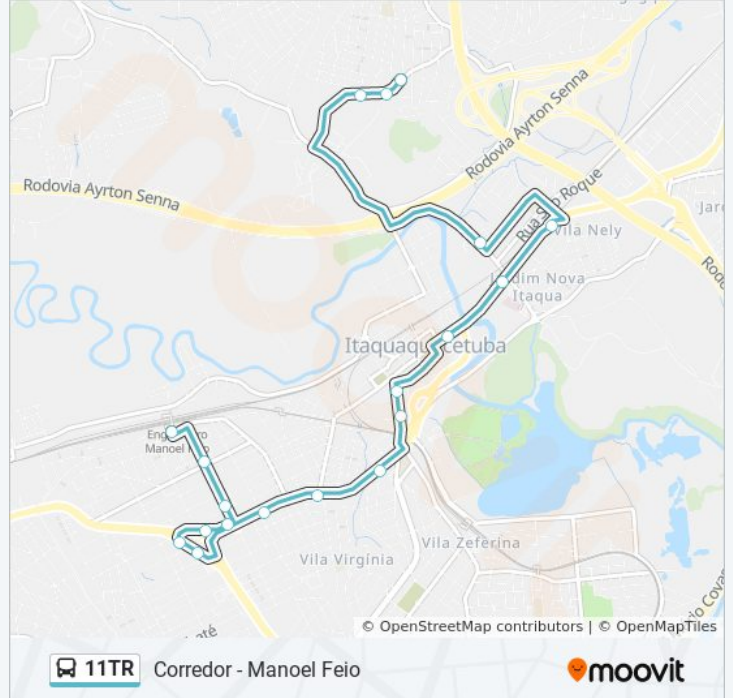 Rodovia Ayrton Senna
Rodovia Ayrton Senna
Rua São Roque
Vila Nely
Jardim Nova
Itaqua
Itaquaquecetuba
Manoel Feio
Vila Virgínia
Vila Zeferina
© OpenStreetMap contributors | © OpenMapTiles
11TR
Corredor - Manoel Feio
moovit